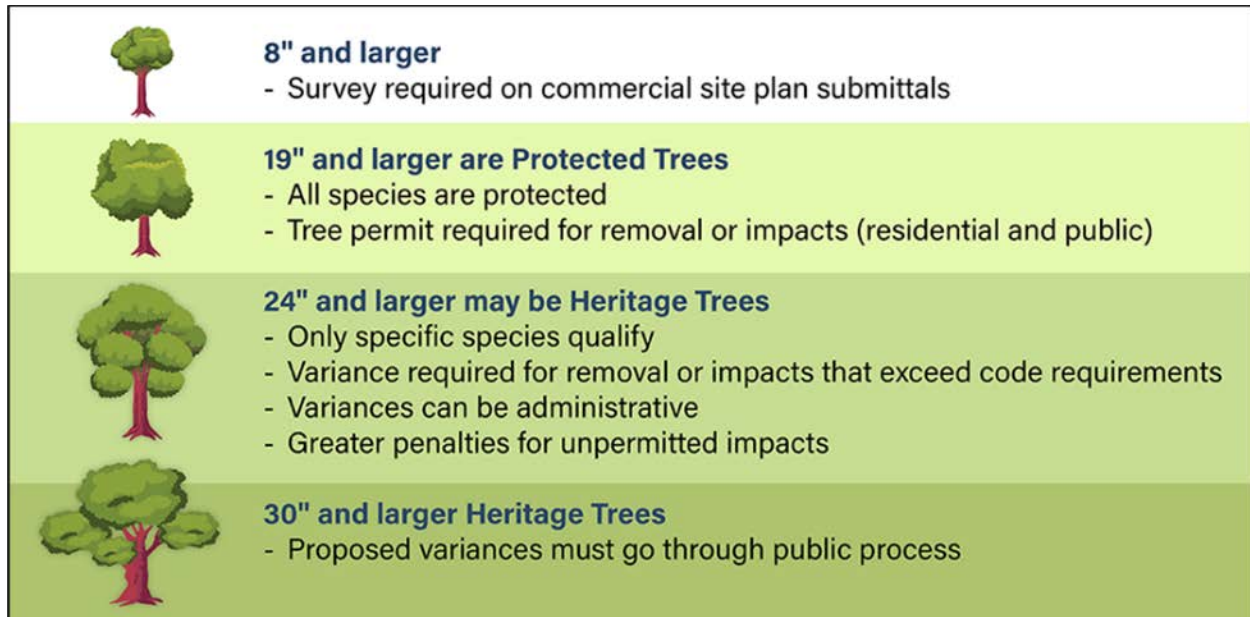 8" and larger
- Survey required on commercial site plan submittals
19" and larger are Protected Trees
- All species are protected
- Tree permit required for removal or impacts (residential and public)
24" and larger may be Heritage Trees
- Only specific species qualify
- Variance required for removal or impacts that exceed code requirements
- Variances can be administrative
- Greater penalties for unpermitted impacts
30" and larger Heritage Trees
- Proposed variances must go through public process